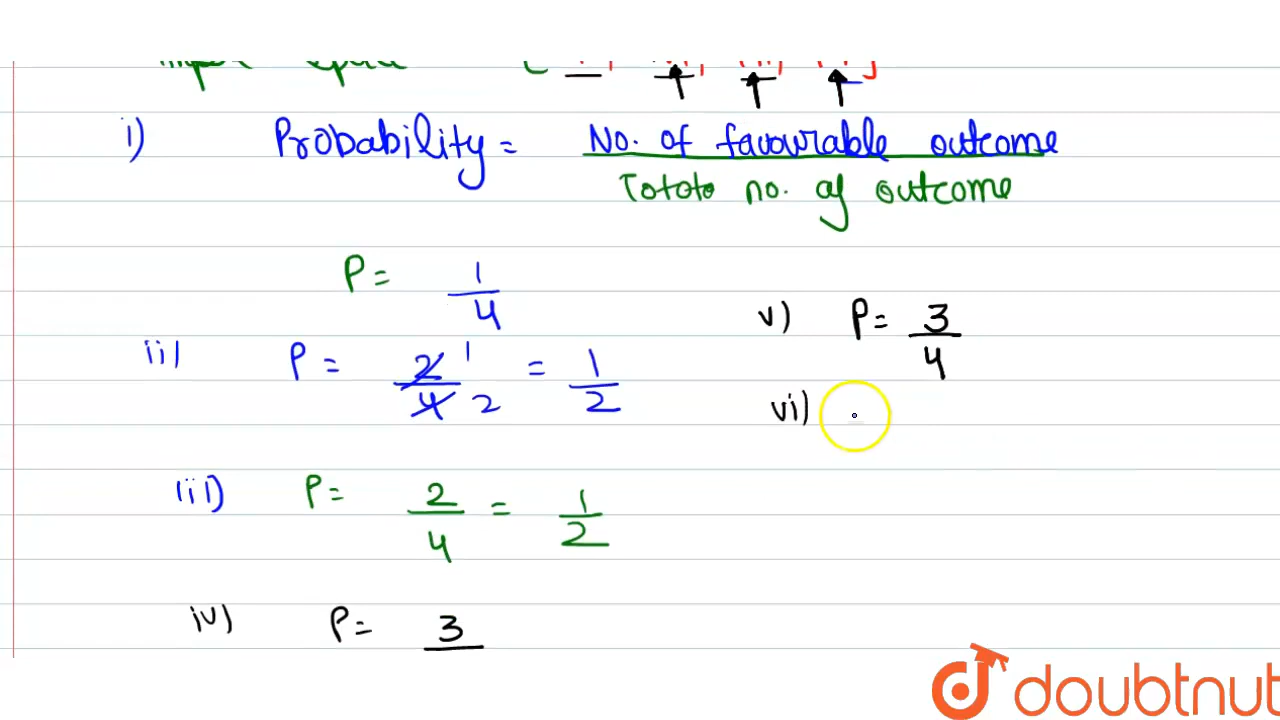 i) Probability = No. of favourable outcome
Tototo no. of outcome
P = 1
4
ii) P = 2 1 = 1
4 2 2
iii) P = 2 = 1
4 2
iv) P = 3
v) P = 3
4
vi)
doubtnut